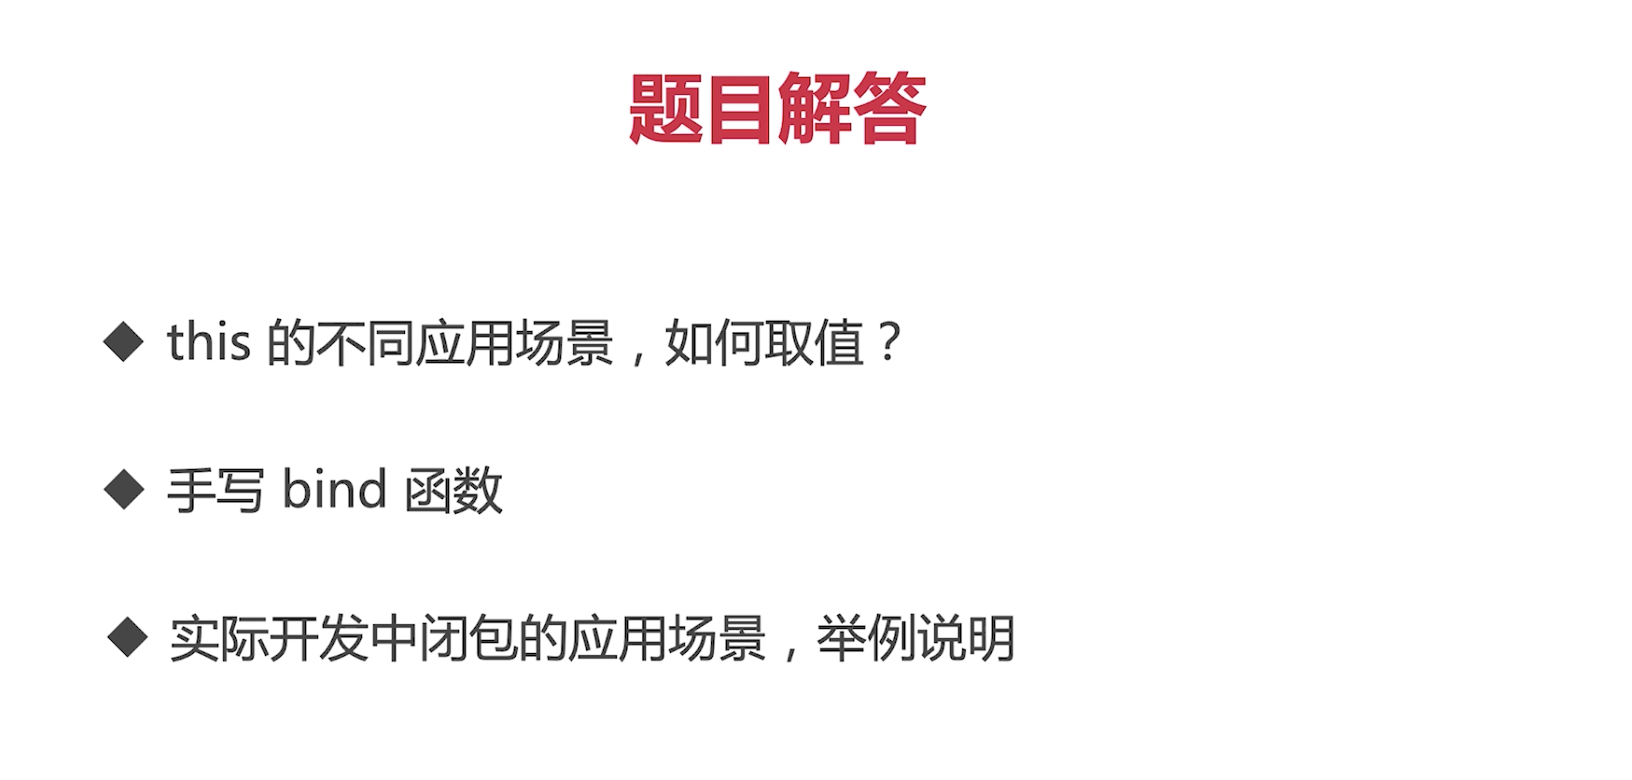 题目解答
◆ this 的不同应用场景，如何取值？
◆ 手写 bind 函数
◆ 实际开发中闭包的应用场景，举例说明